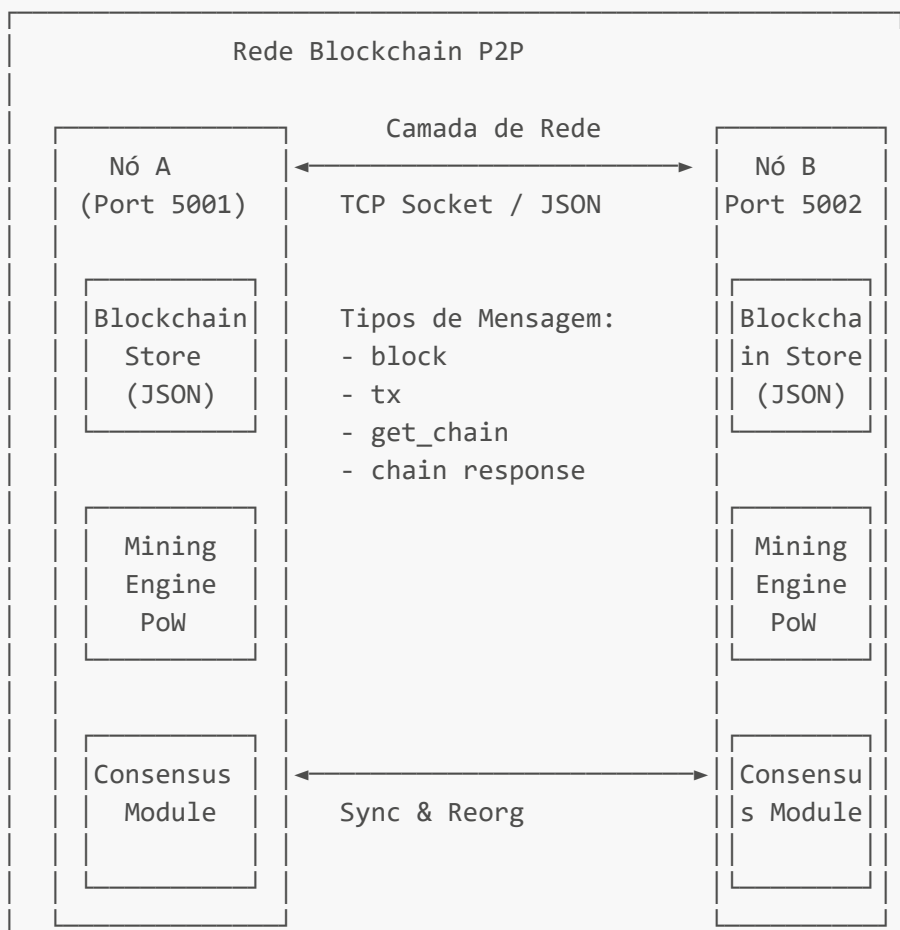 Rede Blockchain P2P
Camada de Rede
Nó A
Nó B
(Port 5001)
TCP Socket / JSON
Port 5002
Blockchain
Tipos de Mensagem:
Blockcha
Store
- block
in Store
(JSON)
- tx
(JSON)
- get_chain
- chain response
Mining
Mining
Engine
Engine
PoW
PoW
Consensus
Consensu
Module
Sync & Reorg
s Module